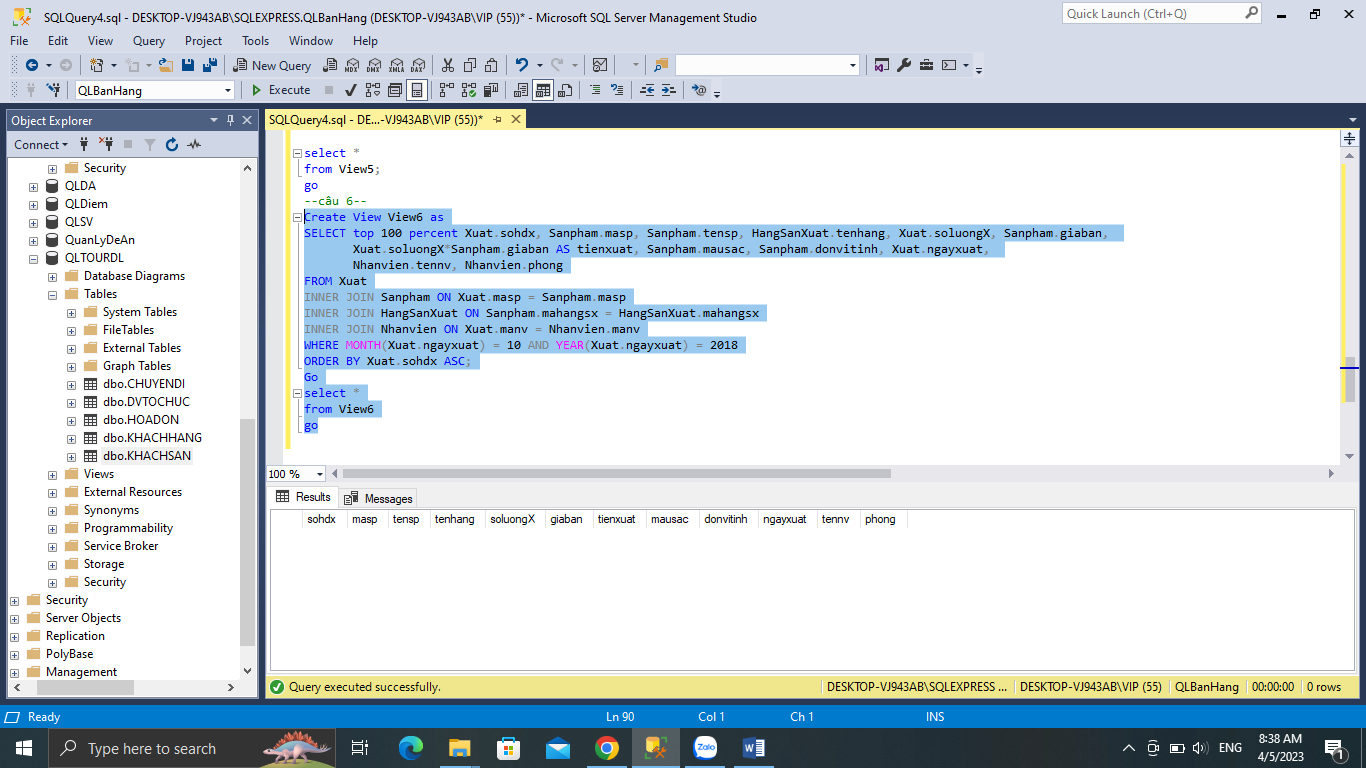 SQLQuery4.sql - DESKTOP-VJ943AB\SQLEXPRESS.QLBanHang (DESKTOP-VJ943AB\VIP (55))* - Microsoft SQL Server Management Studio
Quick Launch (Ctrl+Q)
File Edit View Query Project Tools Window Help
New Query
MDX DMX XMLA DAX
QLBanHang
Execute
Object Explorer
Connect
Security
QLDA
QLDiem
QLSV
QuanLyDeAn
QLTOURDL
Database Diagrams
Tables
System Tables
FileTables
External Tables
Graph Tables
dbo.CHUYENDI
dbo.DVTOCHUC
dbo.HOADON
dbo.KHACHHANG
dbo.KHACHSAN
Views
External Resources
Synonyms
Programmability
Service Broker
Storage
Security
Security
Server Objects
Replication
PolyBase
Management
SQLQuery4.sql - DE...-VJ943AB\VIP (55))*
select *
from View5;
go
--câu 6--
Create View View6 as
SELECT top 100 percent Xuat.sohdx, Sanpham.masp, Sanpham.tensp, HangSanXuat.tenhang, Xuat.soluongX, Sanpham.giaban,
Xuat.soluongX*Sanpham.giaban AS tienxuat, Sanpham.mausac, Sanpham.donvitinh, Xuat.ngayxuat,
Nhanvien.tennv, Nhanvien.phong
FROM Xuat
INNER JOIN Sanpham ON Xuat.masp = Sanpham.masp
INNER JOIN HangSanXuat ON Sanpham.mahangsx = HangSanXuat.mahangsx
INNER JOIN Nhanvien ON Xuat.manv = Nhanvien.manv
WHERE MONTH(Xuat.ngayxuat) = 10 AND YEAR(Xuat.ngayxuat) = 2018
ORDER BY Xuat.sohdx ASC;
Go
select *
from View6
go
100 %
Results Messages
sohdx masp tensp tenhang soluongX giaban tienxuat mausac donvitinh ngayxuat tennv phong
Query executed successfully.
DESKTOP-VJ943AB\SQLEXPRESS ... DESKTOP-VJ943AB\VIP (55) QLBanHang 00:00:00 0 rows
Ready Ln 90 Col 1 Ch 1 INS
Type here to search
Zalo
W
ENG
8:38 AM
4/5/2023
1